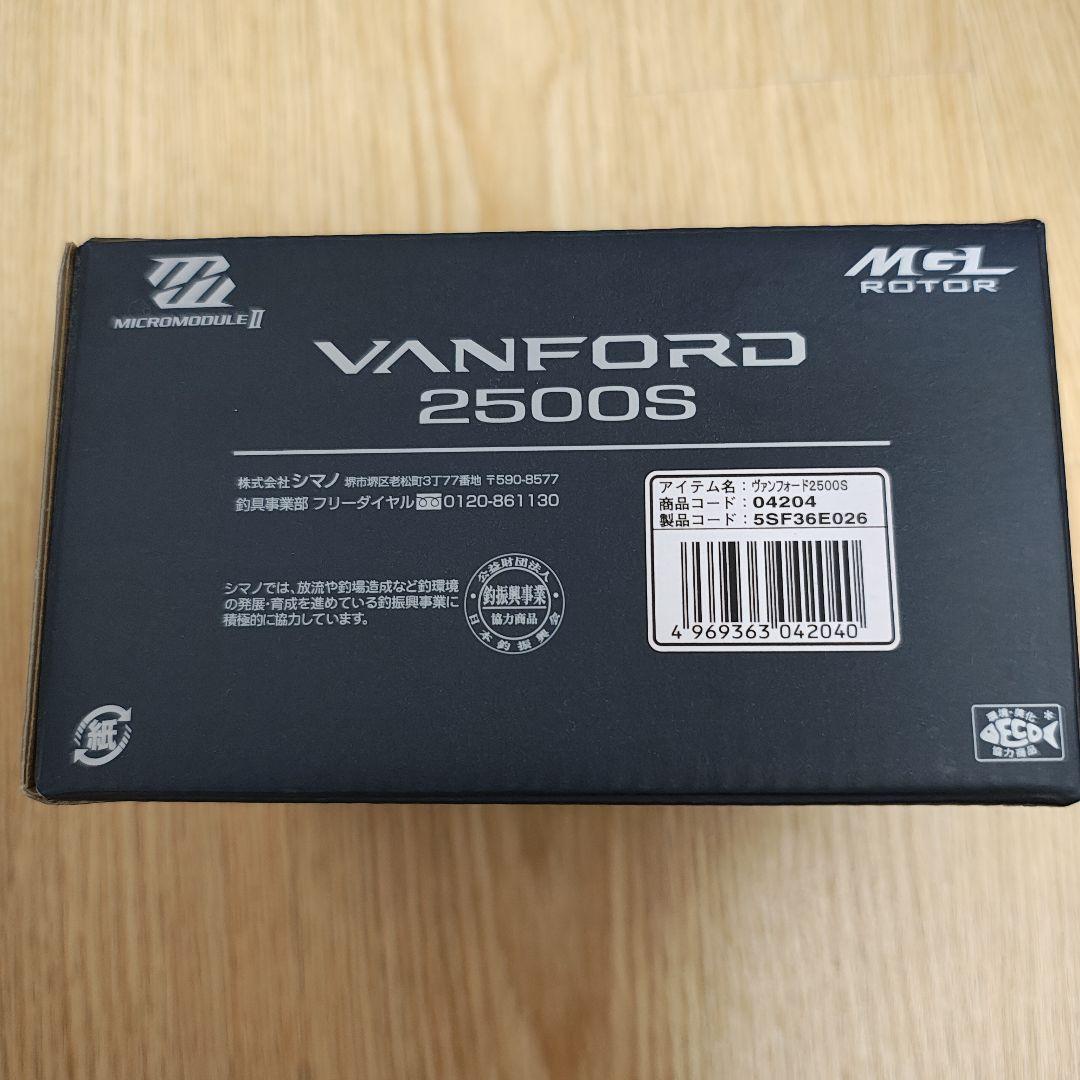 MICROMODULE II
MGL
ROTOR
VANFORD
2500S
株式会社シマノ 堺市堺区老松町3丁77番地 〒590-8577
釣具事業部 フリーダイヤル 0120-861130
アイテム名：ヴァンフォード2500S
商品コード：04204
製品コード：5SF36E026
4 969363 042040
シマノでは、放流や釣場造成など釣環境
の発展・育成を進めている釣振興事業に
積極的に協力しています。
公益財団法人
釣振興事業
協力商品
日本釣振興会
紙
環境・美化
ECO
協力商品